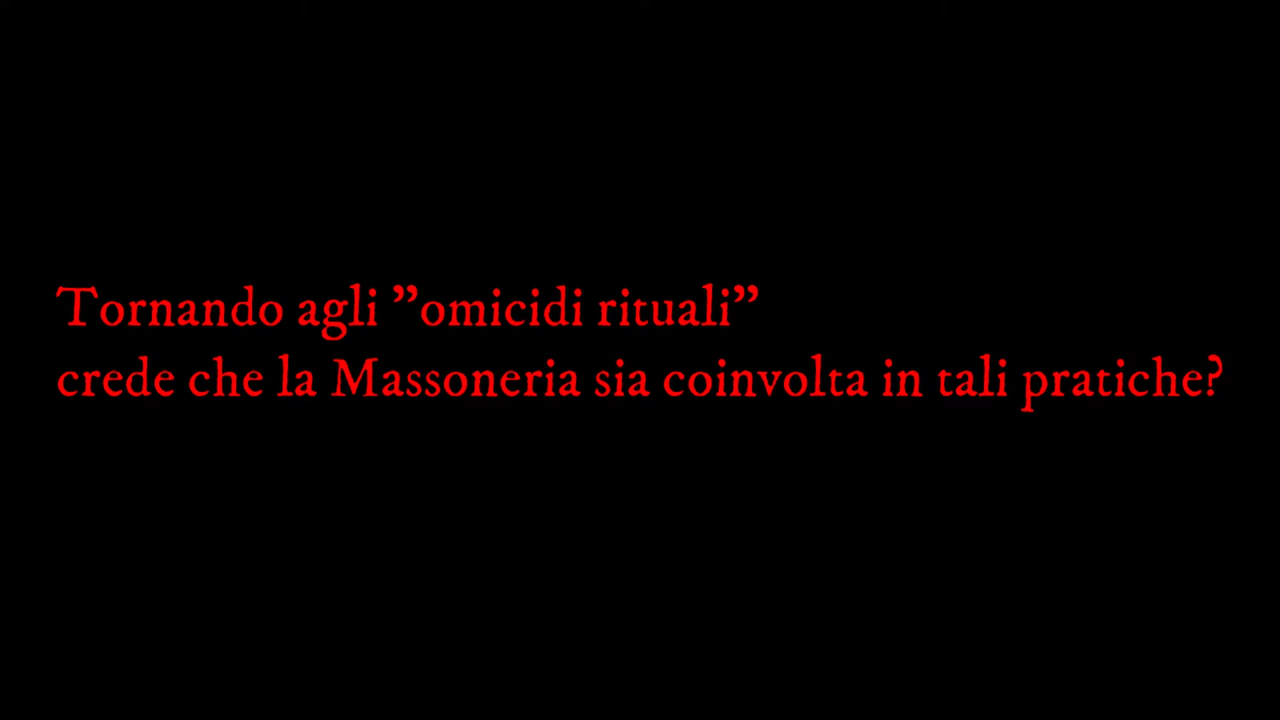 Tornando agli ”omicidi rituali”
crede che la Massoneria sia coinvolta in tali pratiche?